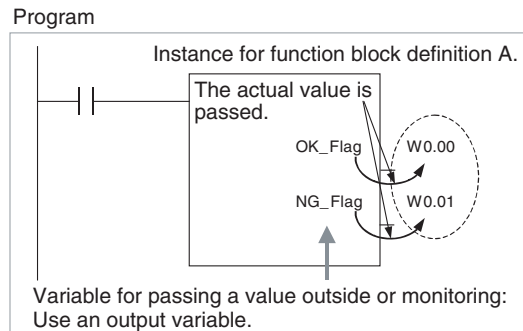 Program
Instance for function block definition A.
The actual value is
passed.
OK_Flag W0.00
NG_Flag W0.01
Variable for passing a value outside or monitoring:
Use an output variable.